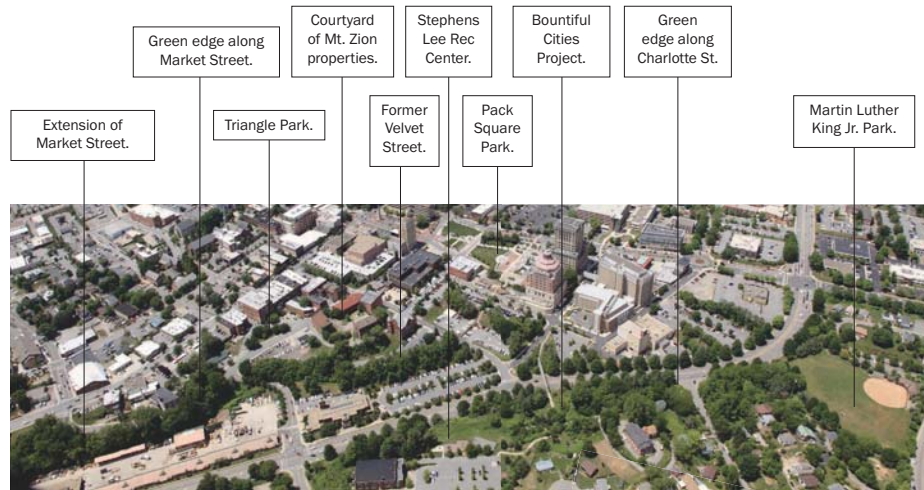 Extension of
Market Street.
Green edge along
Market Street.
Triangle Park.
Courtyard
of Mt. Zion
properties.
Former
Velvet
Street.
Stephens
Lee Rec
Center.
Pack
Square
Park.
Bountiful
Cities
Project.
Green
edge along
Charlotte St.
Martin Luther
King Jr. Park.